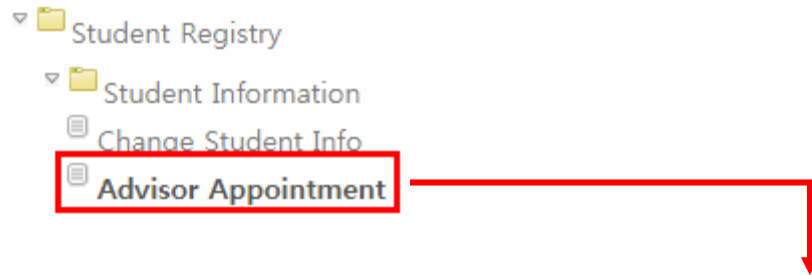 Student Registry
Student Information
Change Student Info
Advisor Appointment